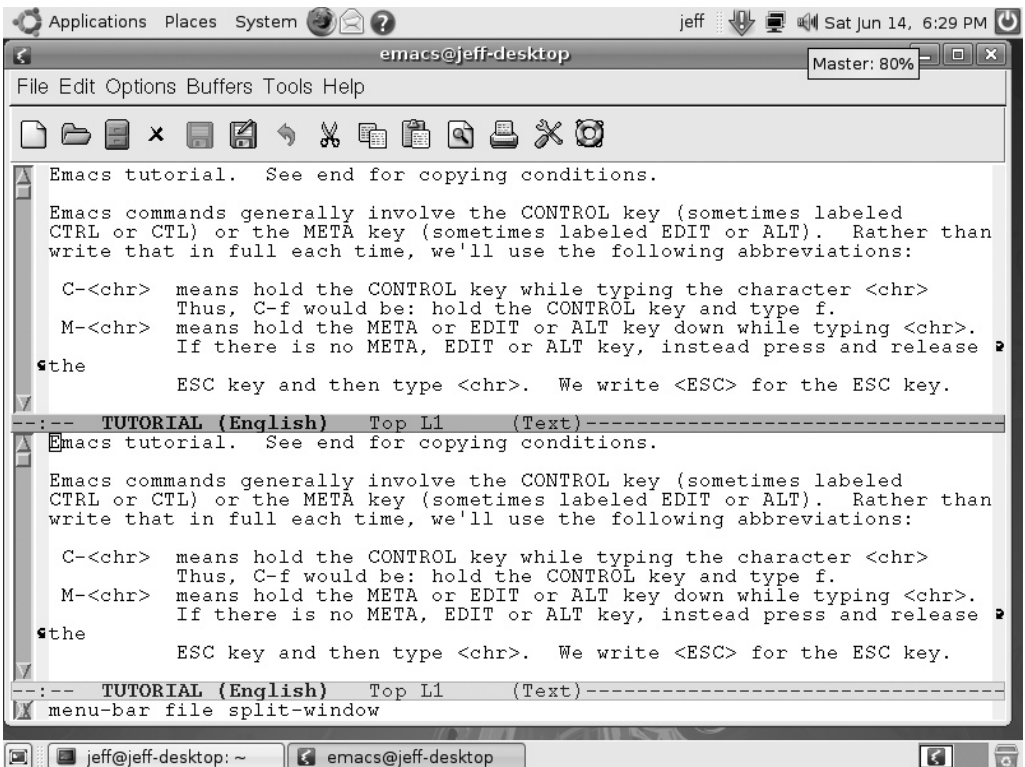 Applications Places System jeff Sat Jun 14, 6:29 PM
emacs@jeff-desktop
Master: 80%
File Edit Options Buffers Tools Help
Emacs tutorial.  See end for copying conditions.
Emacs commands generally involve the CONTROL key (sometimes labeled
CTRL or CTL) or the META key (sometimes labeled EDIT or ALT).  Rather than
write that in full each time, we'll use the following abbreviations:
C-<chr>  means hold the CONTROL key while typing the character <chr>
Thus, C-f would be: hold the CONTROL key and type f.
M-<chr>  means hold the META or EDIT or ALT key down while typing <chr>.
If there is no META, EDIT or ALT key, instead press and release
the
ESC key and then type <chr>.  We write <ESC> for the ESC key.
--:--  TUTORIAL (English)   Top L1     (Text)---------------------------------
Emacs tutorial.  See end for copying conditions.
Emacs commands generally involve the CONTROL key (sometimes labeled
CTRL or CTL) or the META key (sometimes labeled EDIT or ALT).  Rather than
write that in full each time, we'll use the following abbreviations:
C-<chr>  means hold the CONTROL key while typing the character <chr>
Thus, C-f would be: hold the CONTROL key and type f.
M-<chr>  means hold the META or EDIT or ALT key down while typing <chr>.
If there is no META, EDIT or ALT key, instead press and release
the
ESC key and then type <chr>.  We write <ESC> for the ESC key.
--:--  TUTORIAL (English)   Top L1     (Text)---------------------------------
menu-bar file split-window
jeff@jeff-desktop: ~ emacs@jeff-desktop